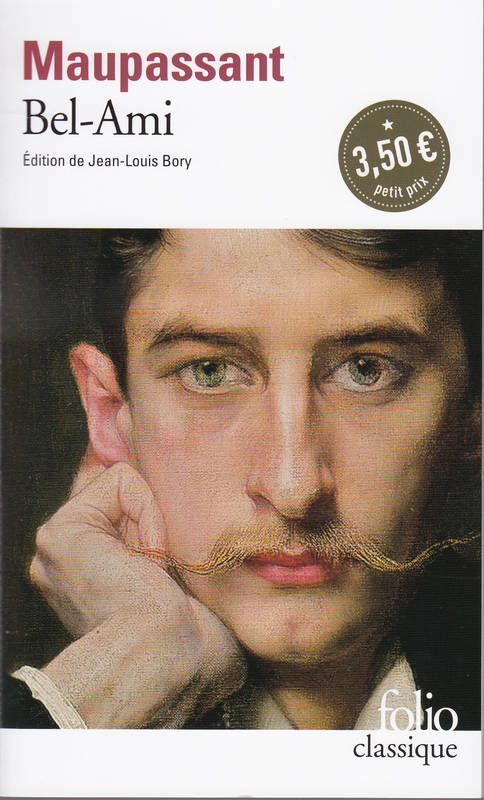 Maupassant
Bel-Ami
Édition de Jean-Louis Bory
3,50 €
petit prix
folio
classique